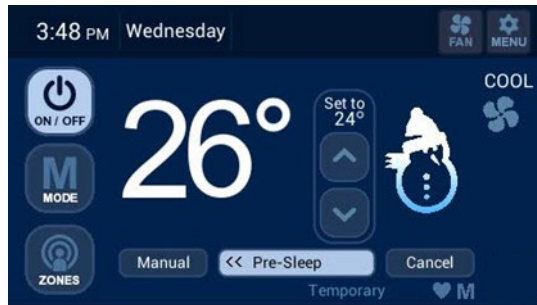 3:48 PM Wednesday
FAN
MENU
COOL
ON / OFF
26°
Set to
24°
M
MODE
ZONES
Manual
<< Pre-Sleep
Cancel
Temporary
M